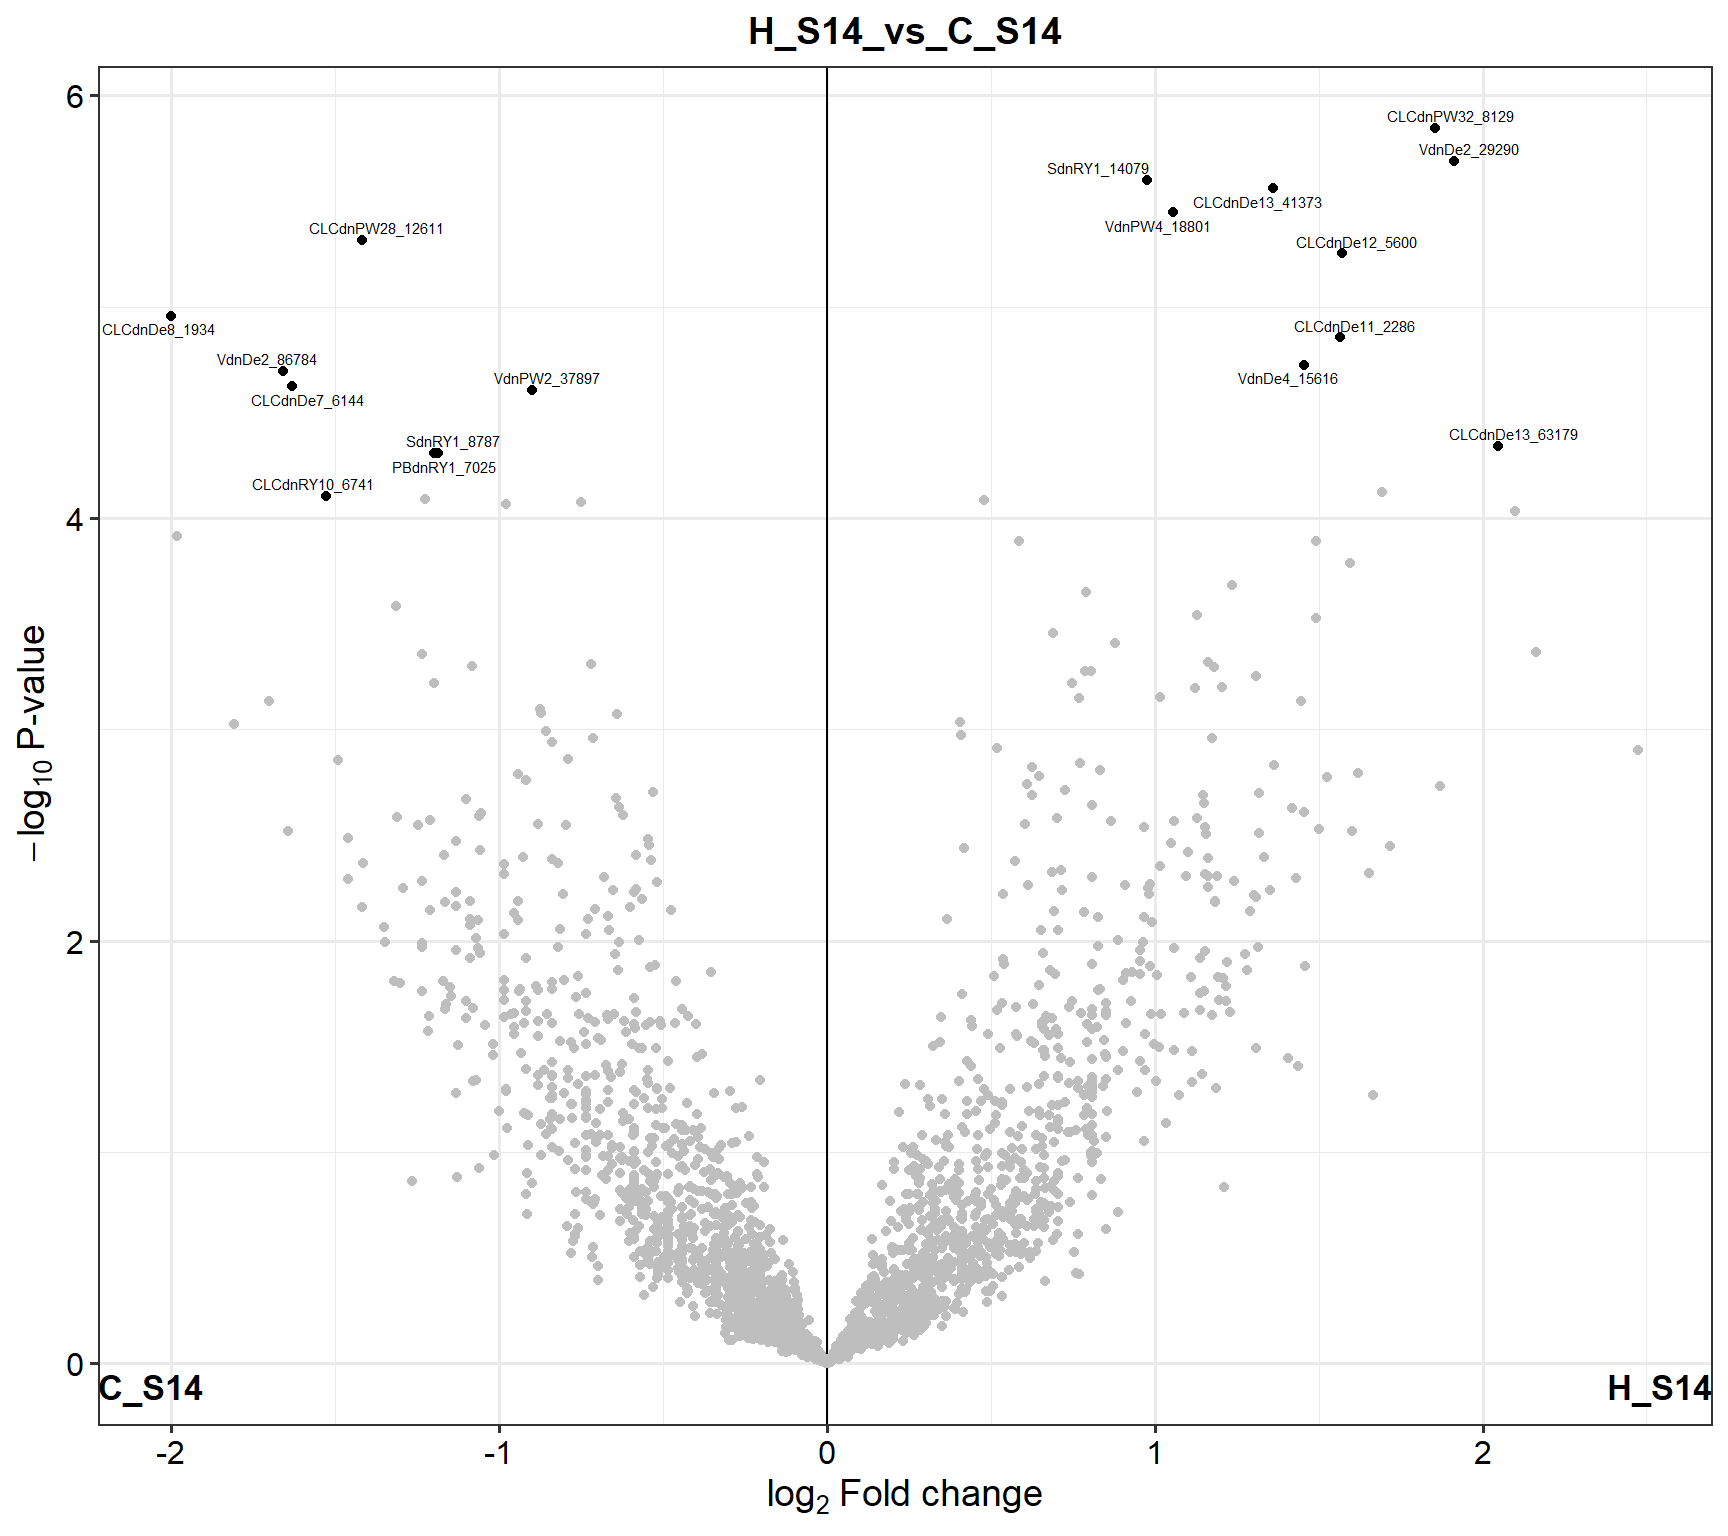 H_S14_vs_C_S14
6
CLCdnPW32_8129
VdnDe2_29290
SdnRY1_14079
CLCdnDe13_41373
VdnPW4_18801
CLCdnPW28_12611
CLCdnDe12_5600
CLCdnDe8_1934
CLCdnDe11_2286
VdnDe2_86784
VdnPW2_37897
VdnDe4_15616
CLCdnDe7_6144
SdnRY1_8787
CLCdnDe13_63179
PBdnRY1_7025
CLCdnRY10_6741
4
−log10 P-value
2
0
C_S14
H_S14
-2 -1 0 1 2
log2 Fold change